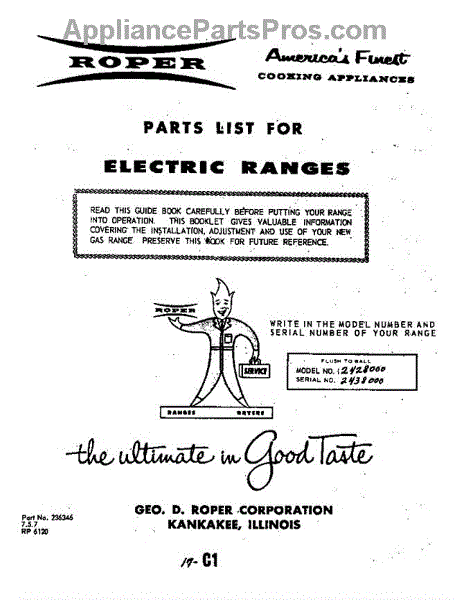 AppliancePartsPros.com
ROPER
America's Finest
COOKING APPLIANCES
PARTS LIST FOR
ELECTRIC RANGES
READ THIS GUIDE BOOK CAREFULLY BEFORE PUTTING YOUR RANGE
INTO OPERATION. THIS BOOKLET GIVES VALUABLE INFORMATION
COVERING THE INSTALLATION, ADJUSTMENT AND USE OF YOUR NEW
GAS RANGE. PRESERVE THIS BOOK FOR FUTURE REFERENCE.
ROPER
WRITE IN THE MODEL NUMBER AND
SERIAL NUMBER OF YOUR RANGE
FLUSH TO WALL
MODEL NO. 2428000
SERIAL NO. 2438000
SERVICE
RANGES DRYERS
the ultimate in Good Taste
GEO. D. ROPER CORPORATION
KANKAKEE, ILLINOIS
Part No. 236346
7.5.7
RP 6120
19- C1